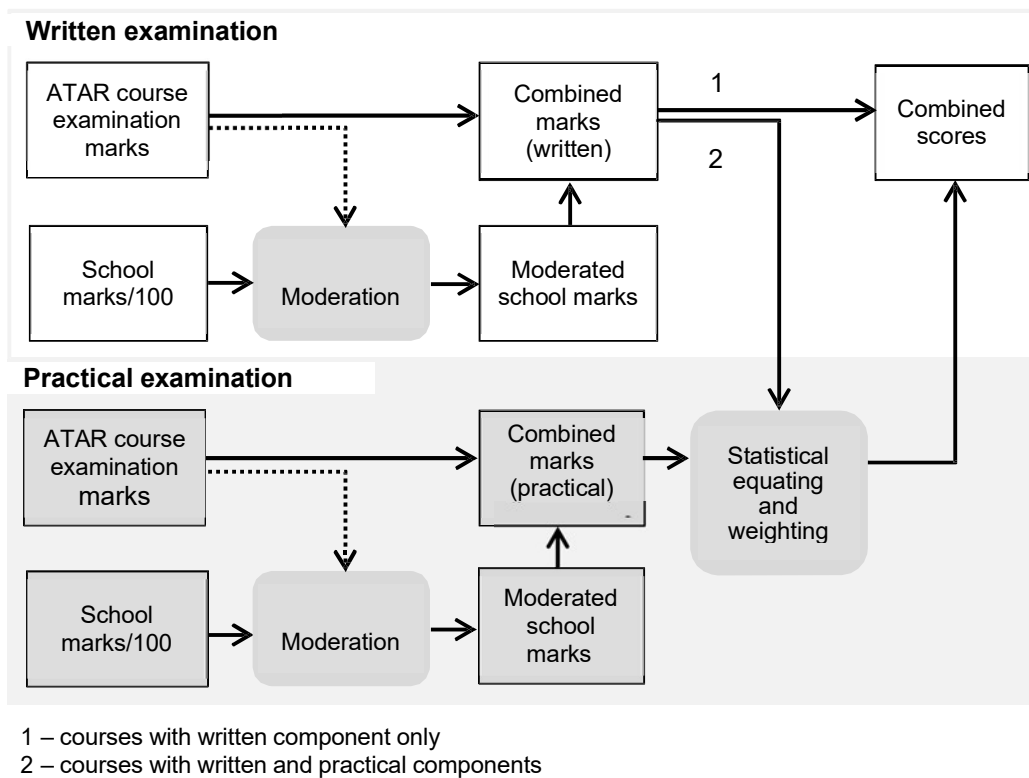 Written examination
ATAR course
examination
marks
Combined
marks
(written)
1
2
Combined
scores
School
marks/100
Moderation
Moderated
school marks
Practical examination
ATAR course
examination
marks
Combined
marks
(practical)
Statistical
equating
and
weighting
School
marks/100
Moderation
Moderated
school
marks
1 – courses with written component only
2 – courses with written and practical components